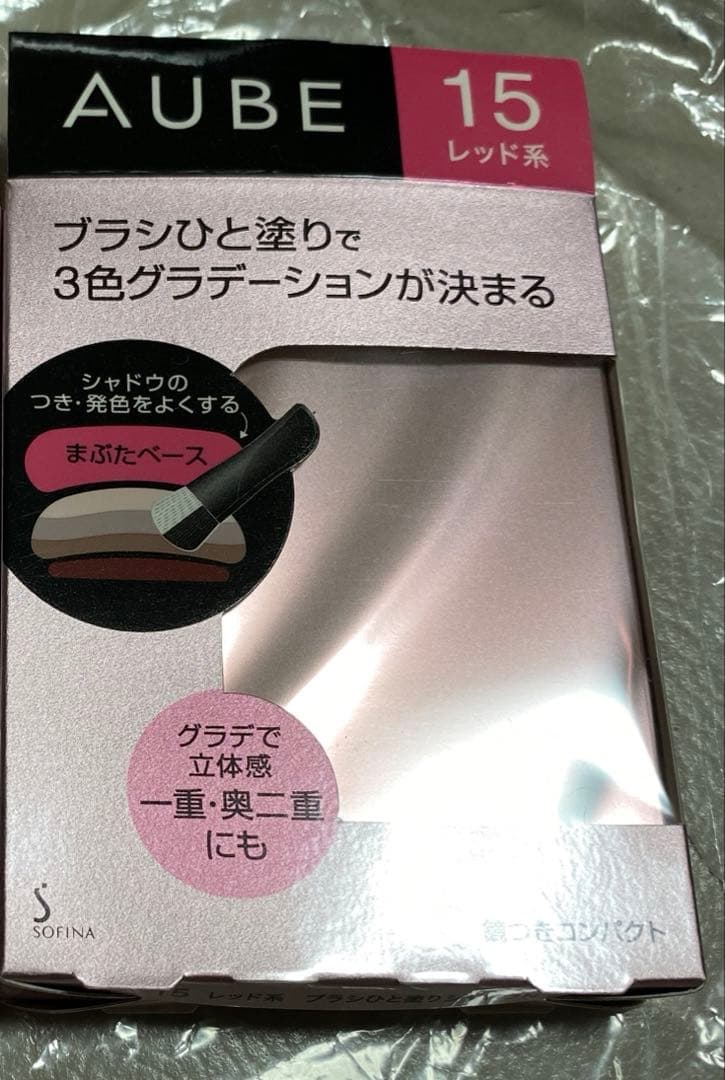 AUBE
15
レッド系
ブラシひと塗りで
3色グラデーションが決まる
シャドウの
つき・発色をよくする
まぶたベース
グラデで
立体感
一重・奥二重
にも
SOFINA
鏡つきコンパクト
15 レッド系 ブラシひと塗り